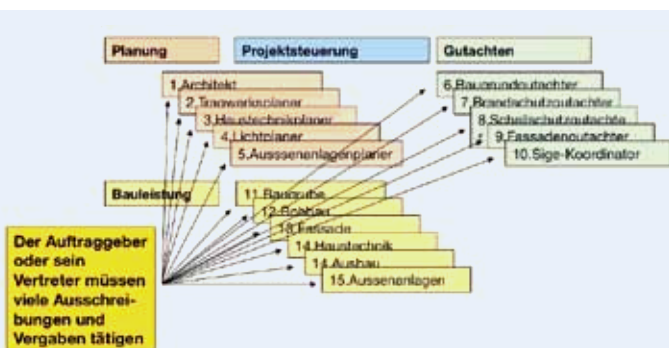 Planung
Projektsteuerung
Gutachten
1.Architekt
2.Tragwerksplaner
3.Haustechnikplaner
4.Lichtplaner
5.Ausssenanlagenplaner
6.Baugrundgutachter
7.Brandschutzgutachter
8.Schallschutzgutachte
9.Fassadengutachter
10.Sige-Koordinator
Bauleistung
11.Baugrube
12.Rohbau
13.Fassade
14.Haustechnik
14.Ausbau
15.Aussenanlagen
Der Auftraggeber
oder sein
Vertreter müssen
viele Ausschrei-
bungen und
Vergaben tätigen